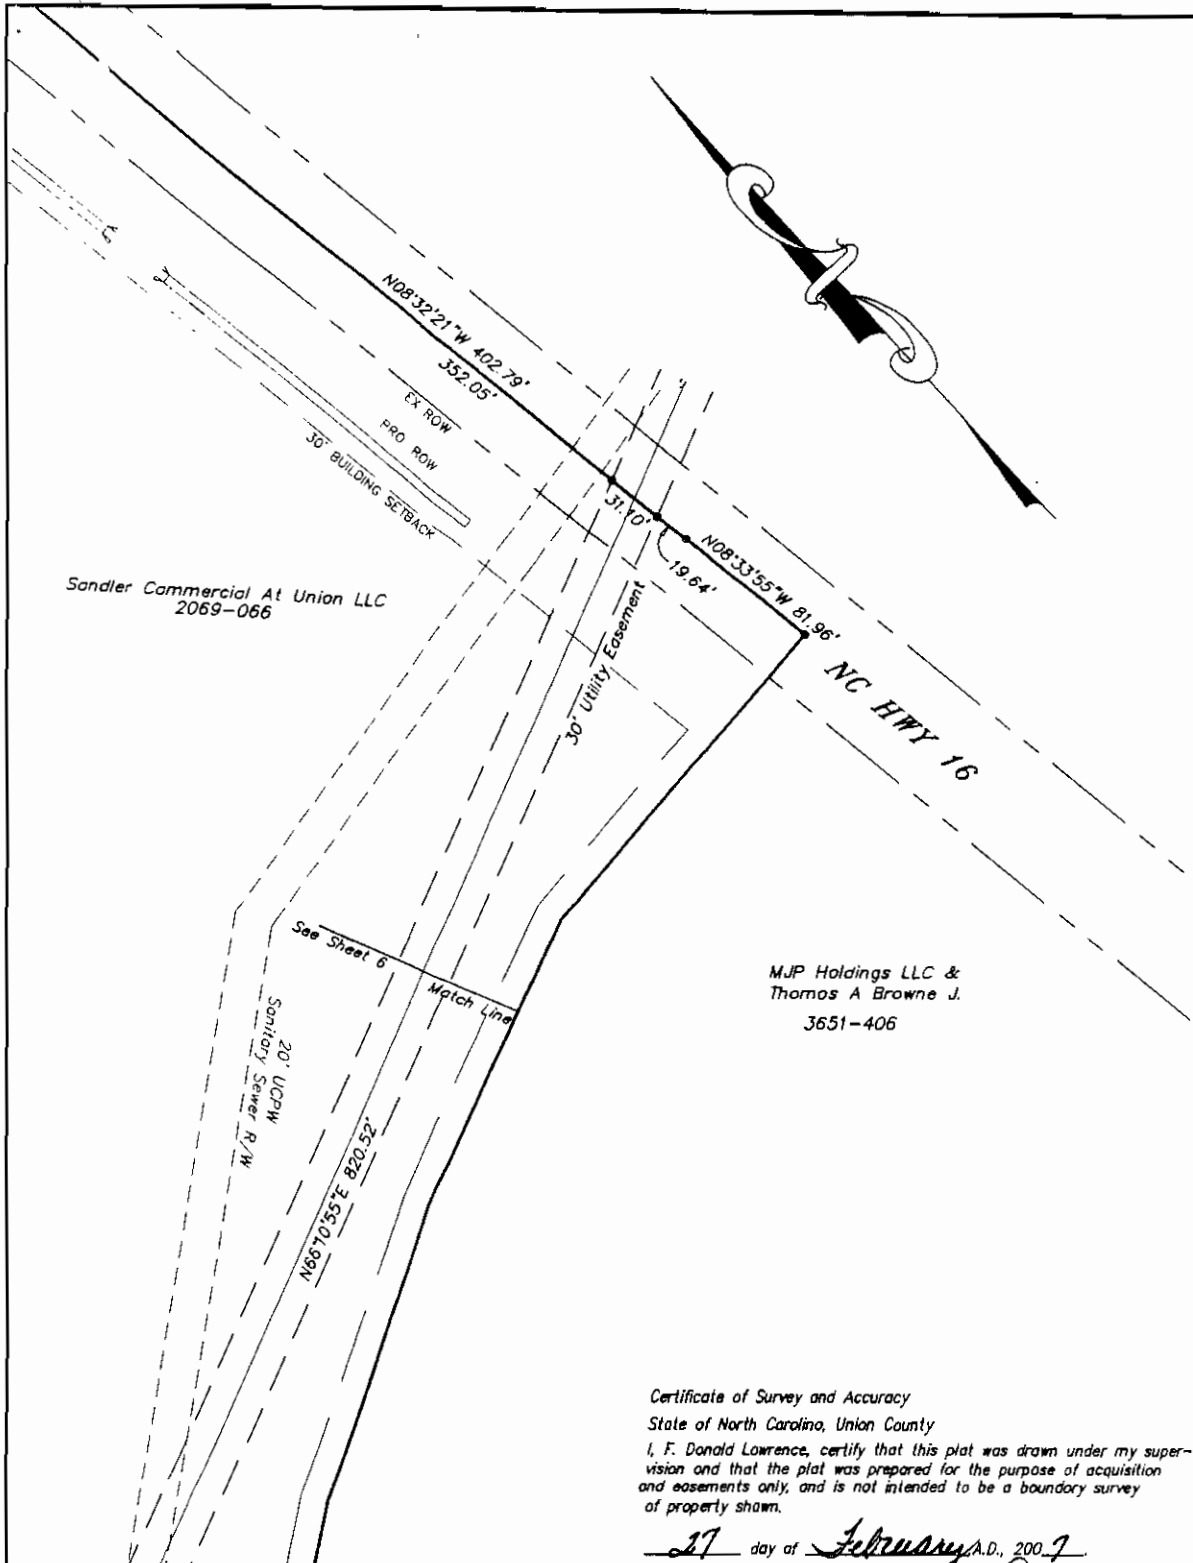 N08°32'21"W 402.79'
352.05'
EX ROW
PRO ROW
30' BUILDING SETBACK
31.10'
19.64'
N08°33'55"W 81.96'
Sandler Commercial At Union LLC
2069-066
30' Utility Easement
NC HWY 16
See Sheet 6
Match Line
MJP Holdings LLC &
Thomas A Browne J.
3651-406
20' UCPW
Sanitary Sewer R/W
N66°10'55"E 820.52'
Certificate of Survey and Accuracy
State of North Carolina, Union County
I, F. Donald Lawrence, certify that this plat was drawn under my super-
vision and that the plat was prepared for the purpose of acquisition
and easements only, and is not intended to be a boundary survey
of property shown.
27 day of February A.D., 2007.